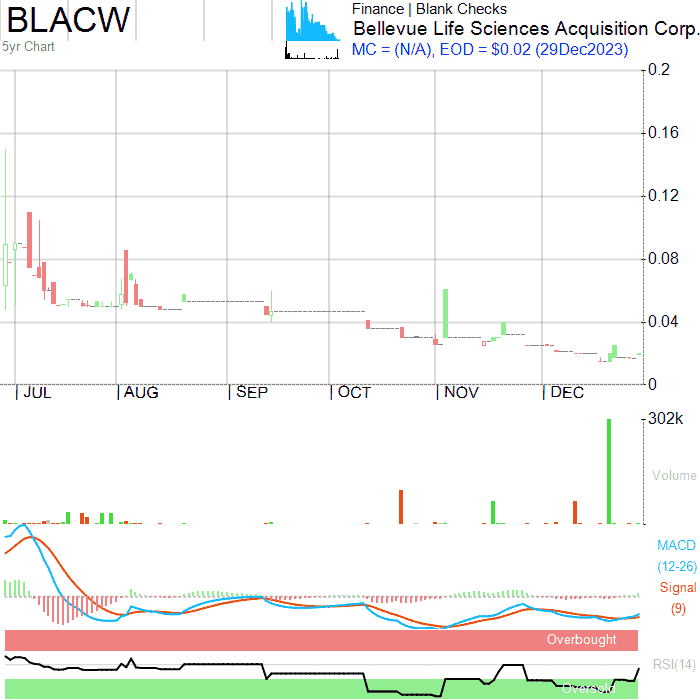 BLACW
5yr Chart
Finance | Blank Checks
Bellevue Life Sciences Acquisition Corp.
MC = (N/A), EOD = $0.02 (29Dec2023)
0.2
0.16
0.12
0.08
0.04
0
JUL AUG SEP OCT NOV DEC
302k
Volume
MACD
(12-26)
Signal
(9)
Overbought
RSI(14)
Oversold